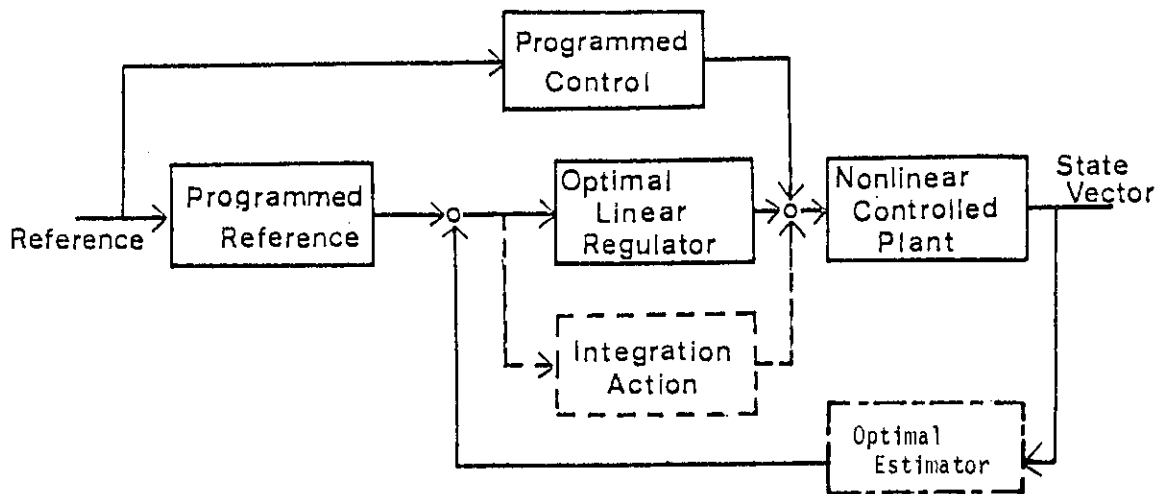 Programmed
Control
Reference
Programmed
Reference
Optimal
Linear
Regulator
Nonlinear
Controlled
Plant
State
Vector
Integration
Action
Optimal
Estimator